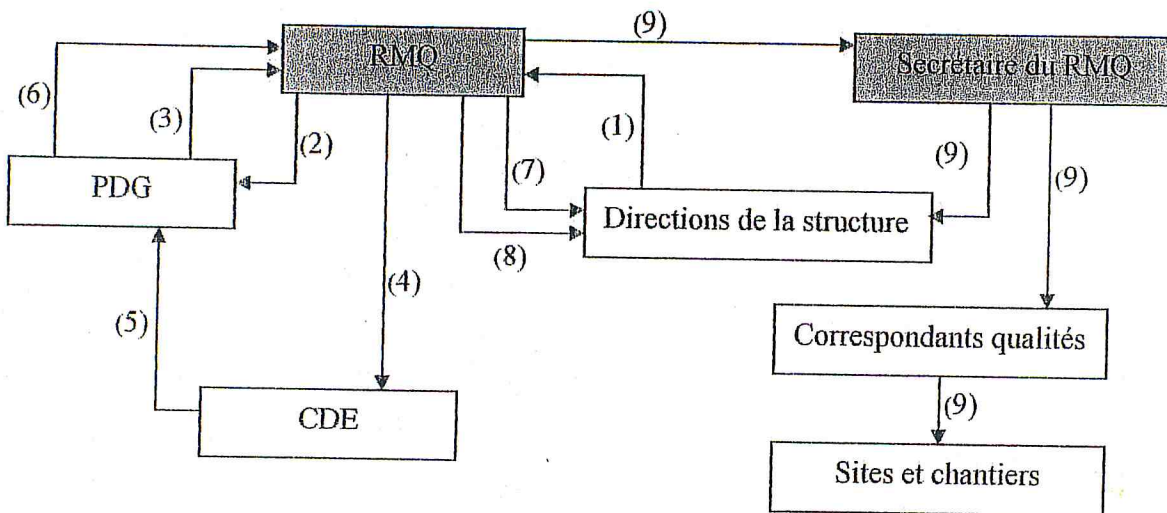 (9)
RMQ
Secrétaire du RMQ
(6)
(3)
(2)
(1)
(7)
(9)
(9)
PDG
Directions de la structure
(8)
(4)
(5)
Correspondants qualités
CDE
(9)
Sites et chantiers